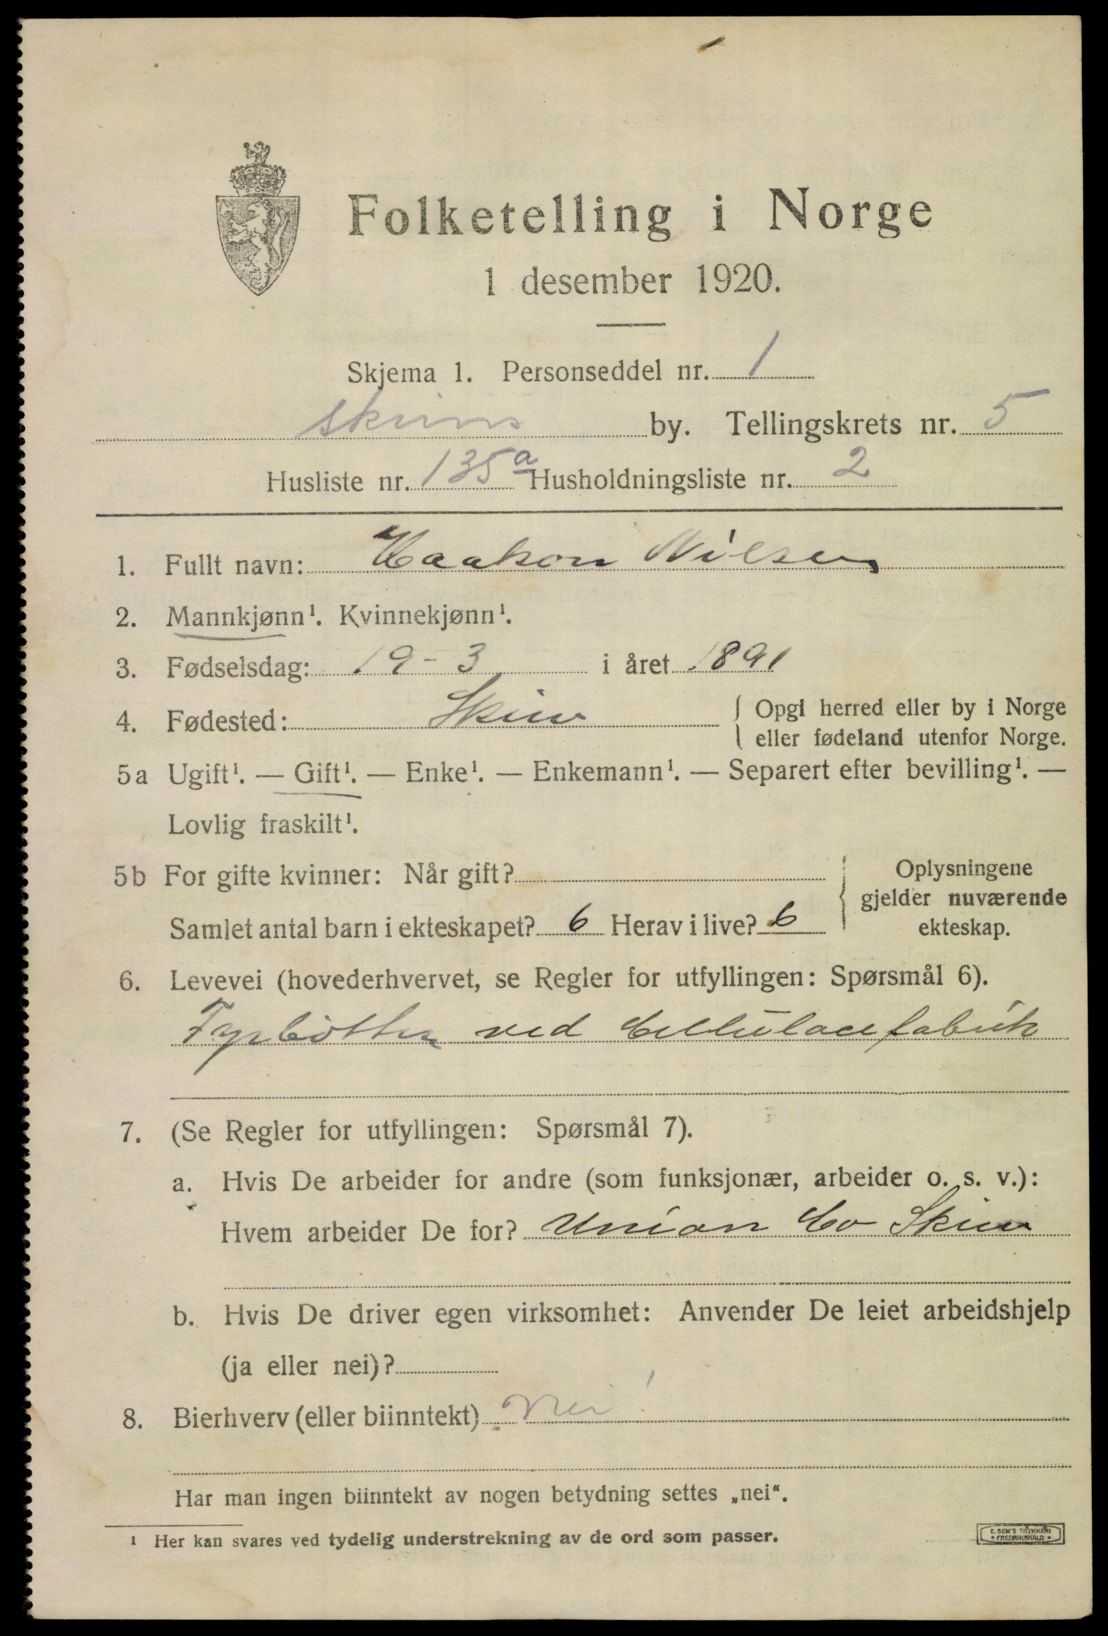 Folketelling i Norge
1 desember 1920.
Skjema 1. Personseddel nr. 1
Skiens by. Tellingskrets nr. 5
Husliste nr. 135a Husholdningsliste nr. 2
1. Fullt navn: Haakon Nilsen
2. Mannkjønn¹. Kvinnekjønn¹.
3. Fødselsdag: 19-3 i året 1891
4. Fødested: Skien { Opgi herred eller by i Norge
eller fødeland utenfor Norge.
5a Ugift¹. — Gift¹. — Enke¹. — Enkemann¹. — Separert efter bevilling¹. —
Lovlig fraskilt¹.
5b For gifte kvinner: Når gift?
Samlet antal barn i ekteskapet? 6 Herav i live? 6
Oplysningene
gjelder nuværende
ekteskap.
6. Levevei (hovederhvervet, se Regler for utfyllingen: Spørsmål 6).
Fyrbötter ved Cellulosefabrik
7. (Se Regler for utfyllingen: Spørsmål 7).
a. Hvis De arbeider for andre (som funksjonær, arbeider o. s. v.):
Hvem arbeider De for? Union Co Skien
b. Hvis De driver egen virksomhet: Anvender De leiet arbeidshjelp
(ja eller nei)?
8. Bierhverv (eller biinntekt) Nei!
Har man ingen biinntekt av nogen betydning settes „nei“.
¹ Her kan svares ved tydelig understrekning av de ord som passer.
E. SEM'S TRYKKERI
FREDRIKSHALD